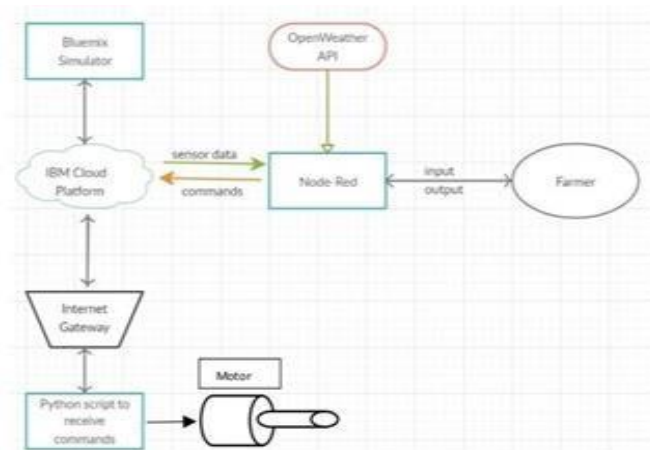 Bluemix
Simulator
OpenWeather
API
IBM Cloud
Platform
sensor data
commands
Node-Red
input
output
Farmer
Internet
Gateway
Motor
Python script to
receive
commands